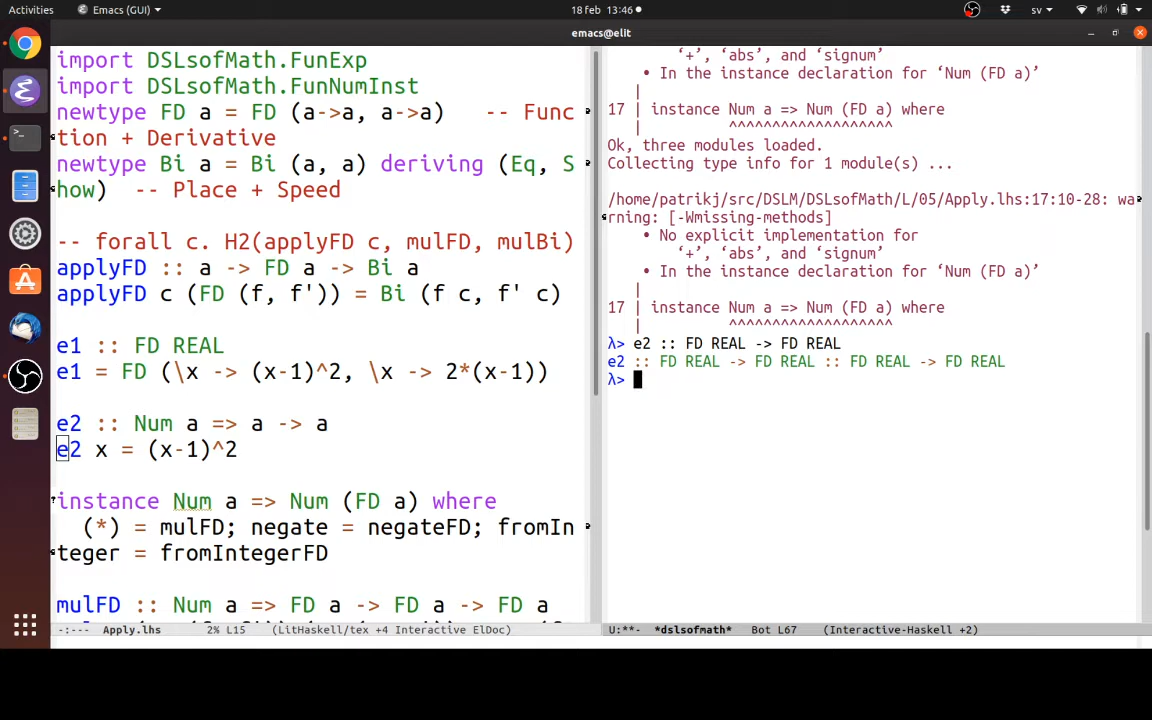 Activities
Emacs (GUI)
18 feb 13:46
sv
emacs@elit
import DSLsofMath.FunExp
import DSLsofMath.FunNumInst
newtype FD a = FD (a->a, a->a)   -- Func
tion + Derivative
newtype Bi a = Bi (a, a) deriving (Eq, S
how)  -- Place + Speed
-- forall c. H2(applyFD c, mulFD, mulBi)
applyFD :: a -> FD a -> Bi a
applyFD c (FD (f, f')) = Bi (f c, f' c)
e1 :: FD REAL
e1 = FD (\x -> (x-1)^2, \x -> 2*(x-1))
e2 :: Num a => a -> a
e2 x = (x-1)^2
instance Num a => Num (FD a) where
  (*) = mulFD; negate = negateFD; fromIn
teger = fromIntegerFD
mulFD :: Num a => FD a -> FD a -> FD a
-:--- Apply.lhs 2% L15 (LitHaskell/tex +4 Interactive ElDoc)
‘+’, ‘abs’, and ‘signum’
• In the instance declaration for ‘Num (FD a)’
|
17 | instance Num a => Num (FD a) where
|          ^^^^^^^^^^^^^^^^^^^
Ok, three modules loaded.
Collecting type info for 1 module(s) ...
/home/patrikj/src/DSLM/DSLsofMath/L/05/Apply.lhs:17:10-28: wa
rning: [-Wmissing-methods]
• No explicit implementation for
‘+’, ‘abs’, and ‘signum’
• In the instance declaration for ‘Num (FD a)’
|
17 | instance Num a => Num (FD a) where
|          ^^^^^^^^^^^^^^^^^^^
λ> e2 :: FD REAL -> FD REAL
e2 :: FD REAL -> FD REAL :: FD REAL -> FD REAL
λ>
U:**- *dslsofmath* Bot L67 (Interactive-Haskell +2)